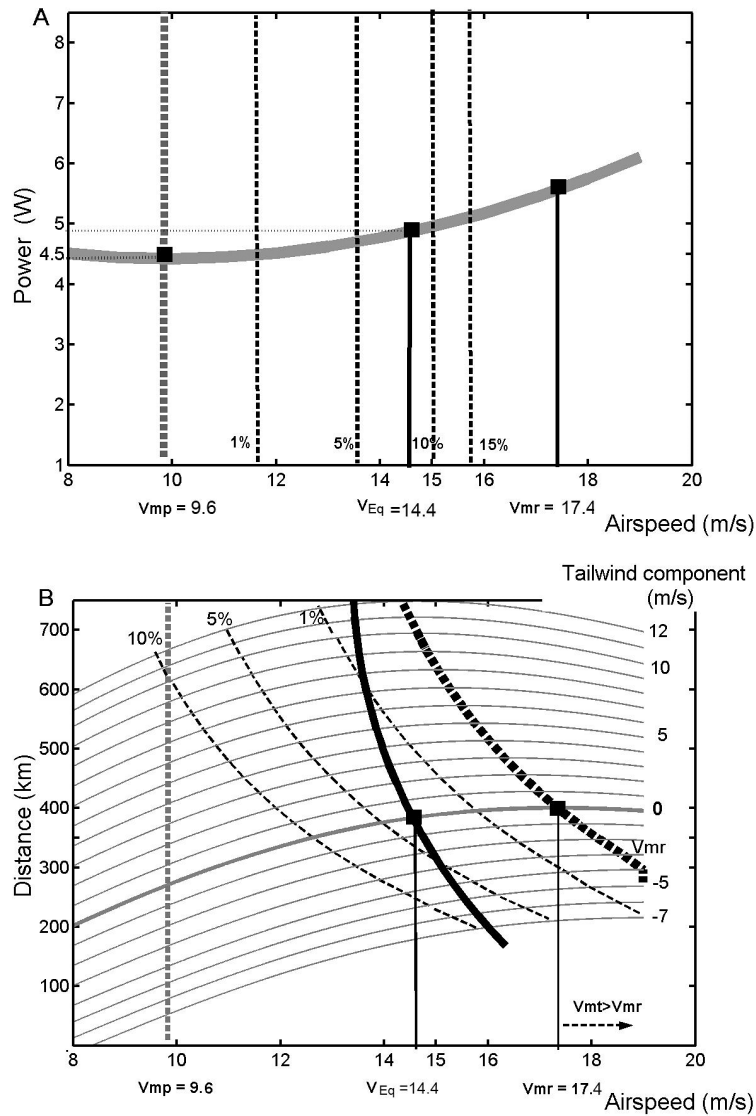 A
8
7
6
5
4.5
4
3
2
1
Power (W)
1%
5%
10%
15%
8 10 12 14 15 16 18 20
Vmp = 9.6
VEq =14.4
Vmr = 17.4
Airspeed (m/s)
Tailwind component
(m/s)
B
700
600
500
400
300
200
100
Distance (km)
10%
5%
1%
12
10
5
0
Vmr
-5
-7
Vmt>Vmr
8 10 12 14 15 16 18 20
Vmp = 9.6
VEq =14.4
Vmr = 17.4
Airspeed (m/s)